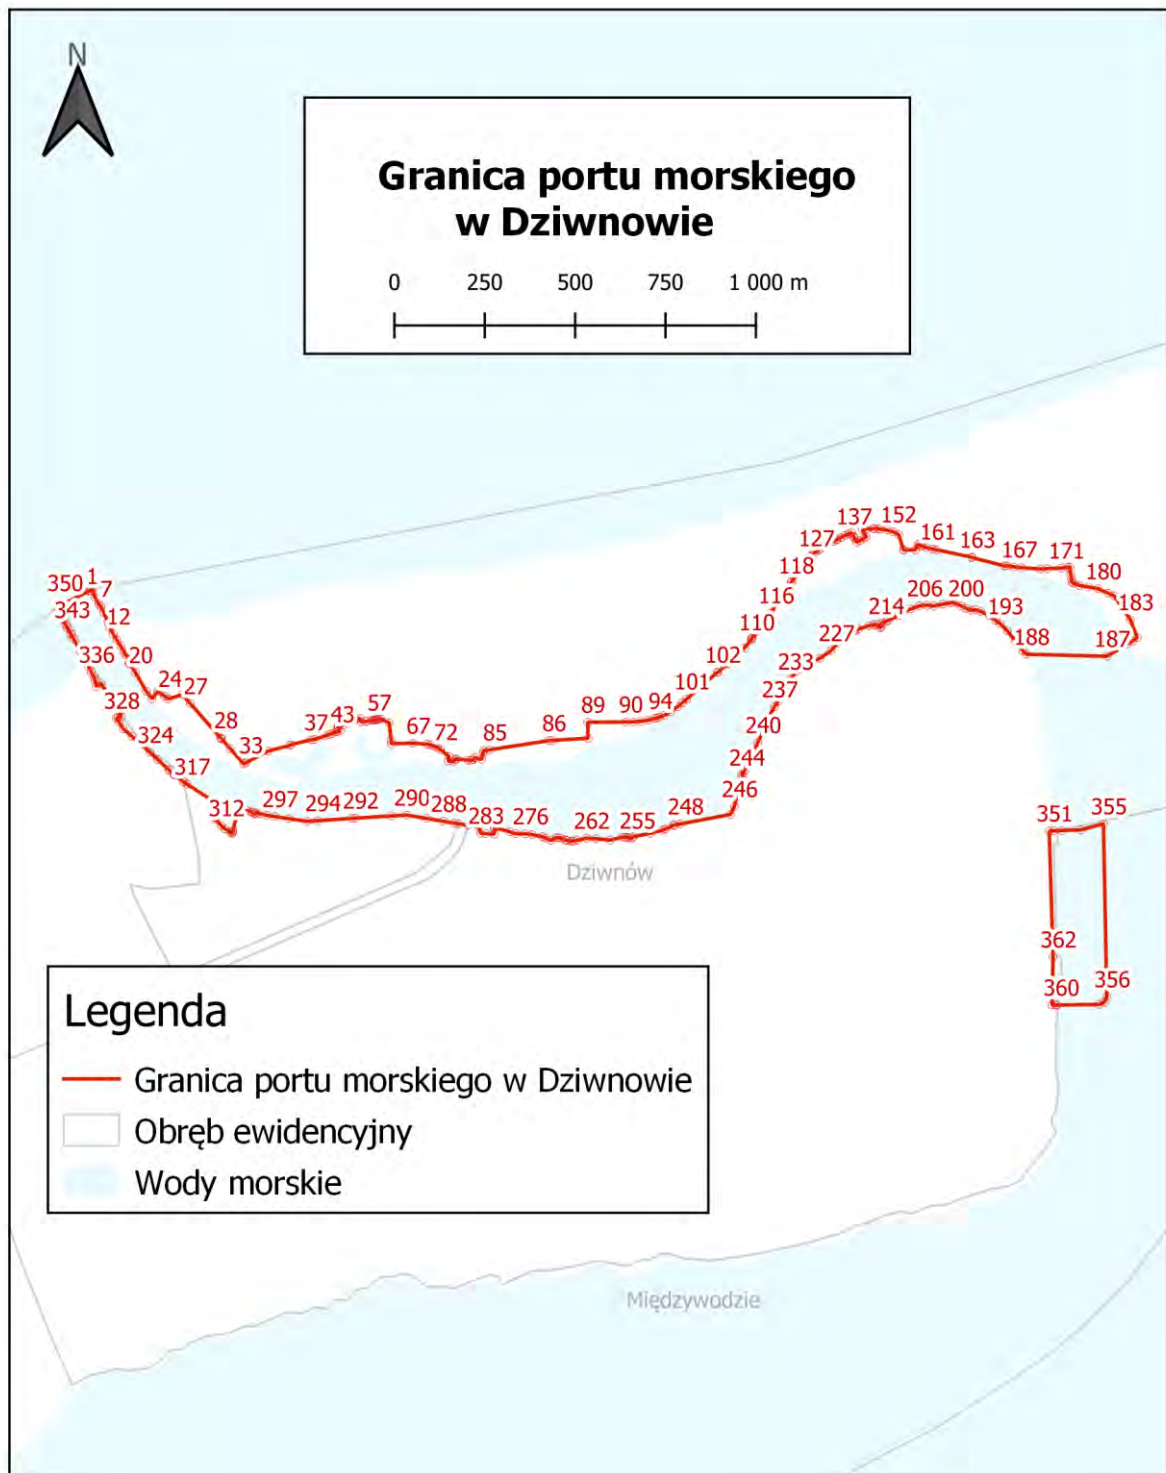 N
Granica portu morskiego
w Dziwnowie
0 250 500 750 1 000 m
137 152
127 161 163 167 171
118 180
350 1
7
343
12
116 206 200 193 183
214
110 227 188 187
336 20
102 233
24 27
101 237
328 28 57
43 37
89 90 94
240
324 33 67 72 85 86
244
317
246
312 297 294 292 290 288 283 276 262 255 248
351 355
Dziwnów
362
360 356
Legenda
Granica portu morskiego w Dziwnowie
Obręb ewidencyjny
Wody morskie
Międzywodzie